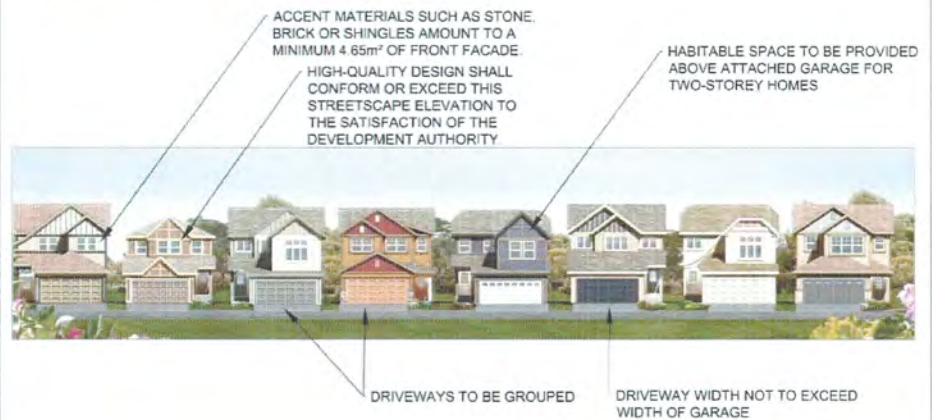 ACCENT MATERIALS SUCH AS STONE,
BRICK OR SHINGLES AMOUNT TO A
MINIMUM 4.65m² OF FRONT FACADE.
HIGH-QUALITY DESIGN SHALL
CONFORM OR EXCEED THIS
STREETSCAPE ELEVATION TO
THE SATISFACTION OF THE
DEVELOPMENT AUTHORITY.
HABITABLE SPACE TO BE PROVIDED
ABOVE ATTACHED GARAGE FOR
TWO-STOREY HOMES
DRIVEWAYS TO BE GROUPED
DRIVEWAY WIDTH NOT TO EXCEED
WIDTH OF GARAGE